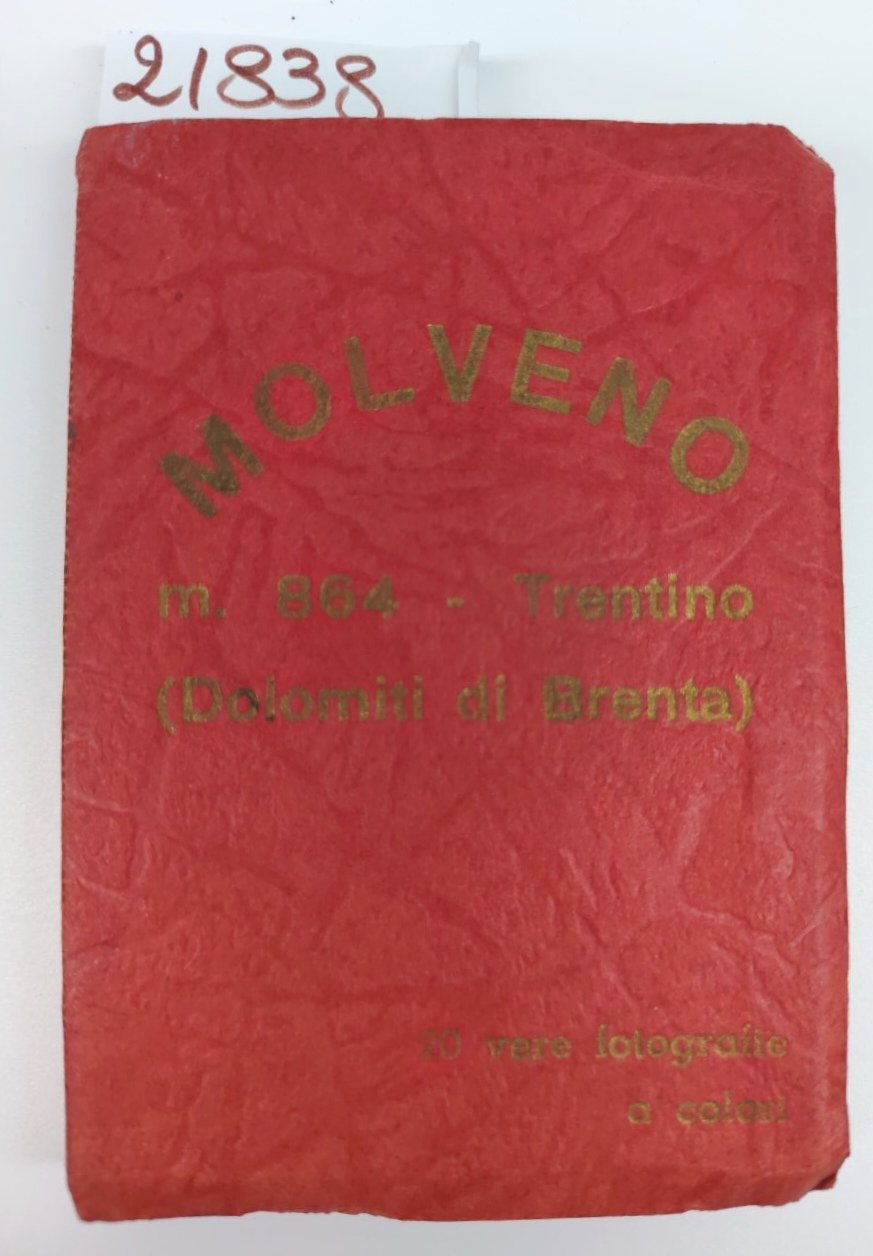 21838
MOLVENO
m. 864 - Trentino
(Dolomiti di Brenta)
20 vere fotografie
a colori